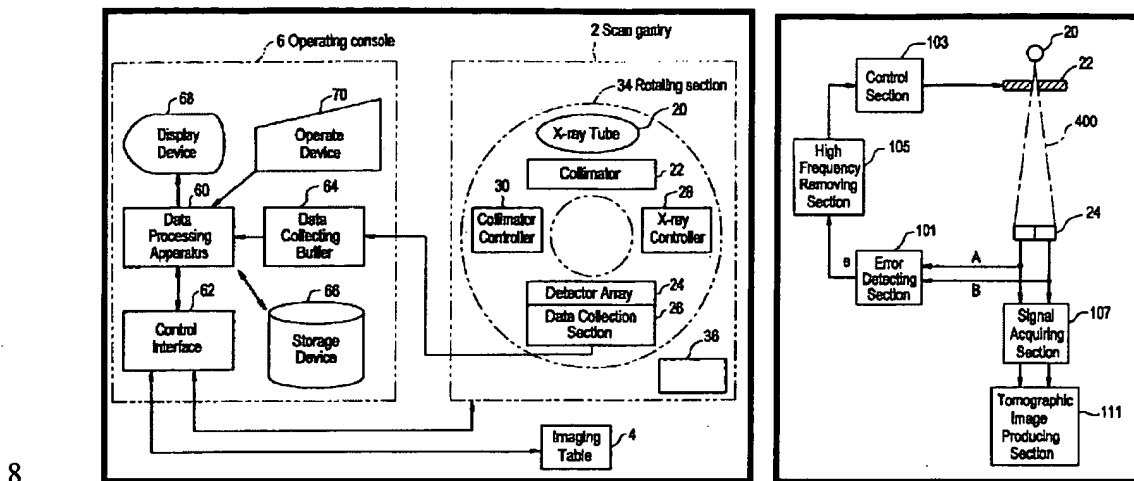 6 Operating console
68
Display
Device
70
Operate
Device
60
Data
Processing
Apparatus
64
Data
Collecting
Buffer
62
Control
Interface
66
Storage
Device
2 Scan gantry
34 Rotating section
20
X-ray Tube
Collimator
22
30
Collimator
Controller
28
X-ray
Controller
Detector Array
24
Data Collection
Section
26
36
Imaging
Table
4
103
Control
Section
20
22
400
High
Frequency
Removing
Section
105
24
101
e
Error
Detecting
Section
A
B
Signal
Acquiring
Section
107
Tomographic
Image
Producing
Section
111
8